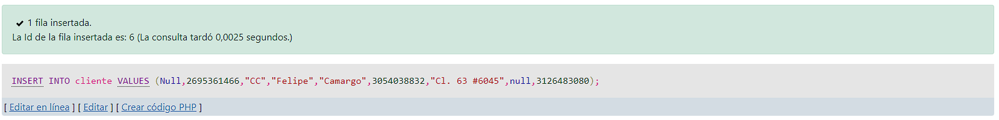 1 fila insertada.
La Id de la fila insertada es: 6 (La consulta tardó 0,0025 segundos.)
INSERT INTO cliente VALUES (Null,2695361466,"CC","Felipe","Camargo",3054038832,"Cl. 63 #6045",null,3126483080);
[ Editar en línea ] [ Editar ] [ Crear código PHP ]